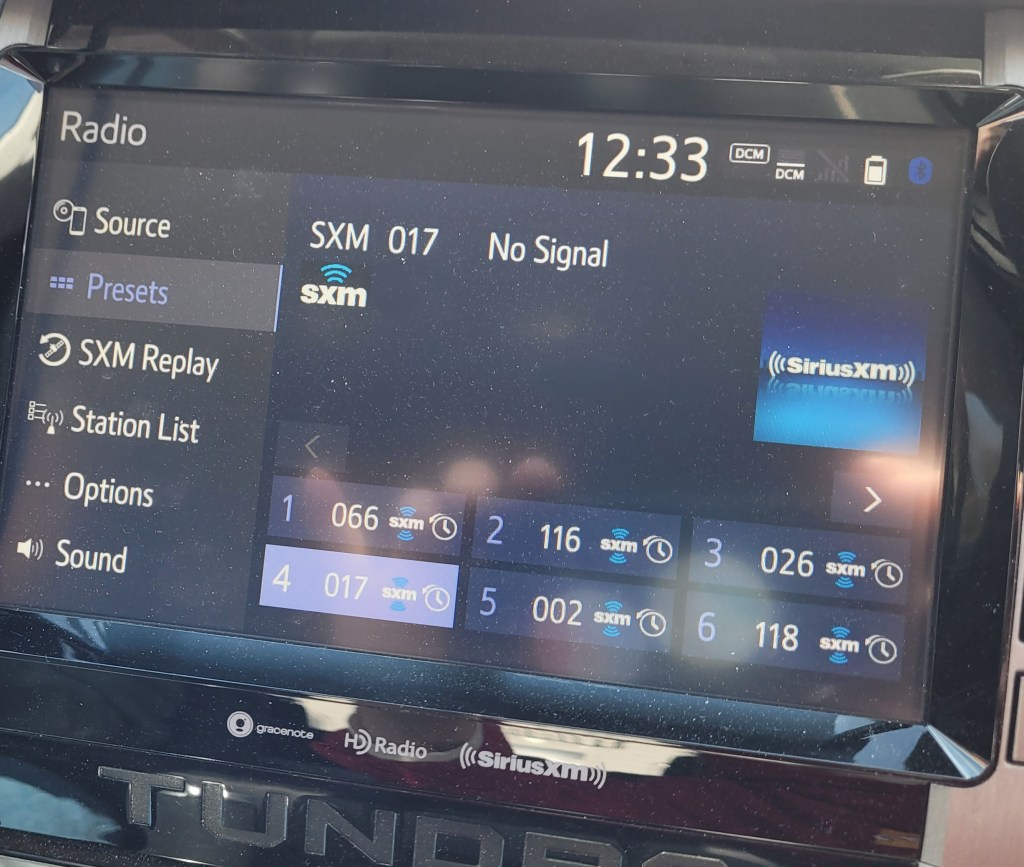 Radio
12:33
DCM
DCM
Source
Presets
SXM Replay
Station List
Options
Sound
SXM 017 No Signal
sxm
((SiriusXM))
1 066 sxm
2 116 sxm
3 026 sxm
4 017 sxm
5 002 sxm
6 118 sxm
gracenote
HD Radio
((SiriusXM))
TUNDRA